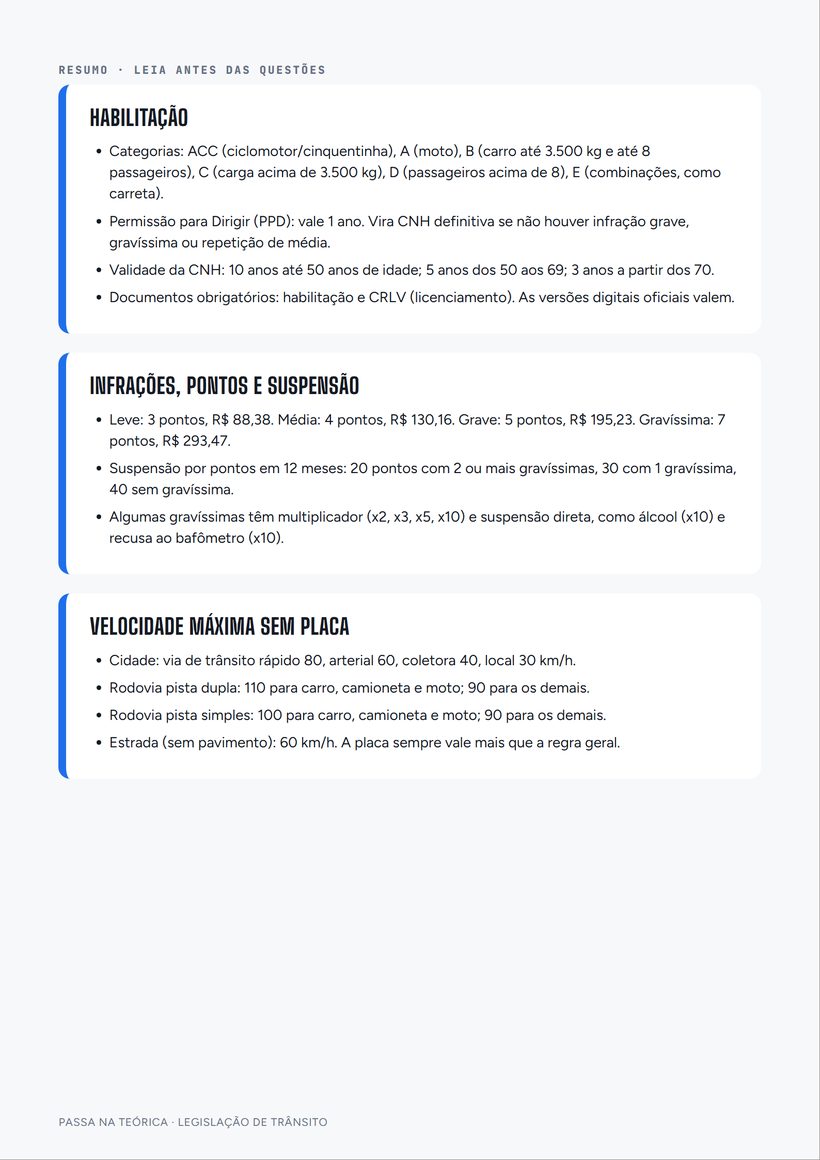 RESUMO · LEIA ANTES DAS QUESTÕES
HABILITAÇÃO
• Categorias: ACC (ciclomotor/cinquentinha), A (moto), B (carro até 3.500 kg e até 8
passageiros), C (carga acima de 3.500 kg), D (passageiros acima de 8), E (combinações, como
carreta).
• Permissão para Dirigir (PPD): vale 1 ano. Vira CNH definitiva se não houver infração grave,
gravíssima ou repetição de média.
• Validade da CNH: 10 anos até 50 anos de idade; 5 anos dos 50 aos 69; 3 anos a partir dos 70.
• Documentos obrigatórios: habilitação e CRLV (licenciamento). As versões digitais oficiais valem.
INFRAÇÕES, PONTOS E SUSPENSÃO
• Leve: 3 pontos, R$ 88,38. Média: 4 pontos, R$ 130,16. Grave: 5 pontos, R$ 195,23. Gravíssima: 7
pontos, R$ 293,47.
• Suspensão por pontos em 12 meses: 20 pontos com 2 ou mais gravíssimas, 30 com 1 gravíssima,
40 sem gravíssima.
• Algumas gravíssimas têm multiplicador (x2, x3, x5, x10) e suspensão direta, como álcool (x10) e
recusa ao bafômetro (x10).
VELOCIDADE MÁXIMA SEM PLACA
• Cidade: via de trânsito rápido 80, arterial 60, coletora 40, local 30 km/h.
• Rodovia pista dupla: 110 para carro, camioneta e moto; 90 para os demais.
• Rodovia pista simples: 100 para carro, camioneta e moto; 90 para os demais.
• Estrada (sem pavimento): 60 km/h. A placa sempre vale mais que a regra geral.
PASSA NA TEÓRICA · LEGISLAÇÃO DE TRÂNSITO